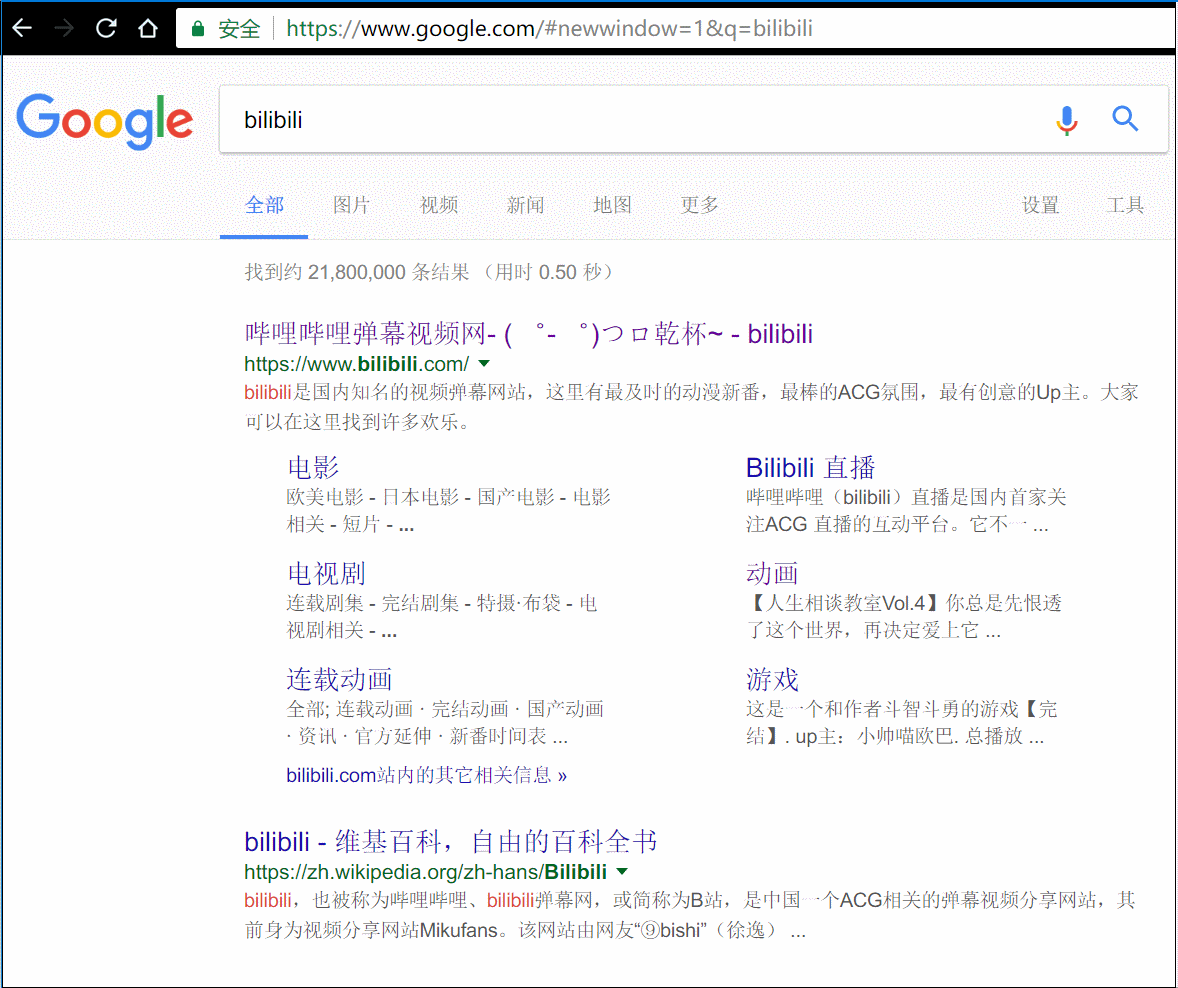 安全 https://www.google.com/#newwindow=1&q=bilibili
Google bilibili
全部 图片 视频 新闻 地图 更多 设置 工具
找到约 21,800,000 条结果 （用时 0.50 秒）
哔哩哔哩弹幕视频网- ( ゜- ゜)つロ乾杯~ - bilibili
https://www.bilibili.com/
bilibili是国内知名的视频弹幕网站，这里有最及时的动漫新番，最棒的ACG氛围，最有创意的Up主。大家
可以在这里找到许多欢乐。
电影
欧美电影 - 日本电影 - 国产电影 - 电影
相关 - 短片 - ...
Bilibili 直播
哔哩哔哩（bilibili）直播是国内首家关
注ACG 直播的互动平台。它不一 ...
电视剧
连载剧集 - 完结剧集 - 特摄·布袋 - 电
视剧相关 - ...
动画
【人生相谈教室Vol.4】你总是先恨透
了这个世界，再决定爱上它 ...
连载动画
全部; 连载动画 · 完结动画 · 国产动画
· 资讯 · 官方延伸 · 新番时间表 ...
游戏
这是一个和作者斗智斗勇的游戏【完
结】. up主：小帅喵欧巴. 总播放 ...
bilibili.com站内的其它相关信息 »
bilibili - 维基百科，自由的百科全书
https://zh.wikipedia.org/zh-hans/Bilibili
bilibili，也被称为哔哩哔哩、bilibili弹幕网，或简称为B站，是中国一个ACG相关的弹幕视频分享网站，其
前身为视频分享网站Mikufans。该网站由网友“⑨bishi”（徐逸） ...